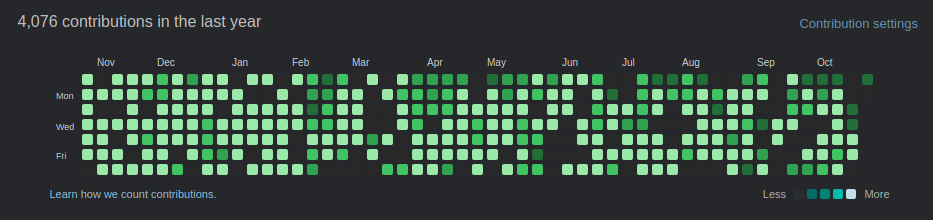 4,076 contributions in the last year
Contribution settings
Nov Dec Jan Feb Mar Apr May Jun Jul Aug Sep Oct
Mon
Wed
Fri
Learn how we count contributions.
Less More